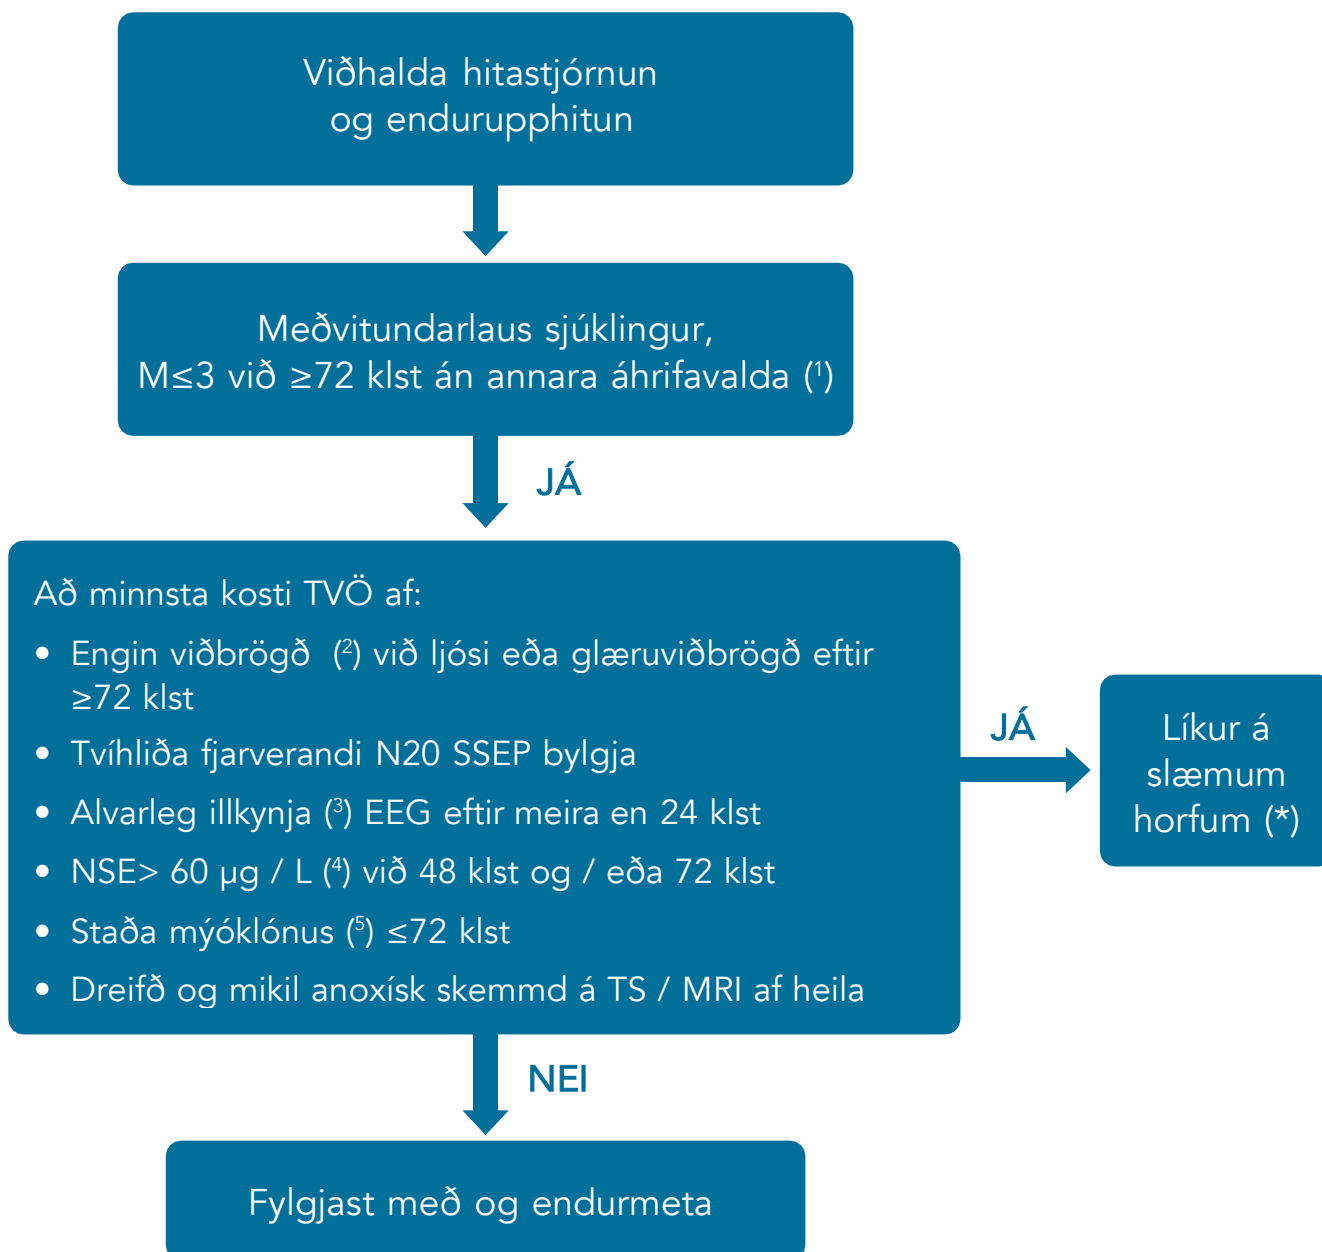 Viðhalda hitastjórnun
og endurupphitun
Meðvitundarlaus sjúklingur,
M≤3 við ≥72 klst án annara áhrifavalda (¹)
JÁ
Að minnsta kosti TVÖ af:
• Engin viðbrögð (²) við ljósi eða glæruviðbrögð eftir
≥72 klst
• Tvíhliða fjarverandi N20 SSEP bylgja
• Alvarleg illkynja (³) EEG eftir meira en 24 klst
• NSE> 60 µg / L (⁴) við 48 klst og / eða 72 klst
• Staða mýóklónus (⁵) ≤72 klst
• Dreifð og mikil anoxísk skemmd á TS / MRI af heila
JÁ
Líkur á
slæmum
horfum (*)
NEI
Fylgjast með og endurmeta